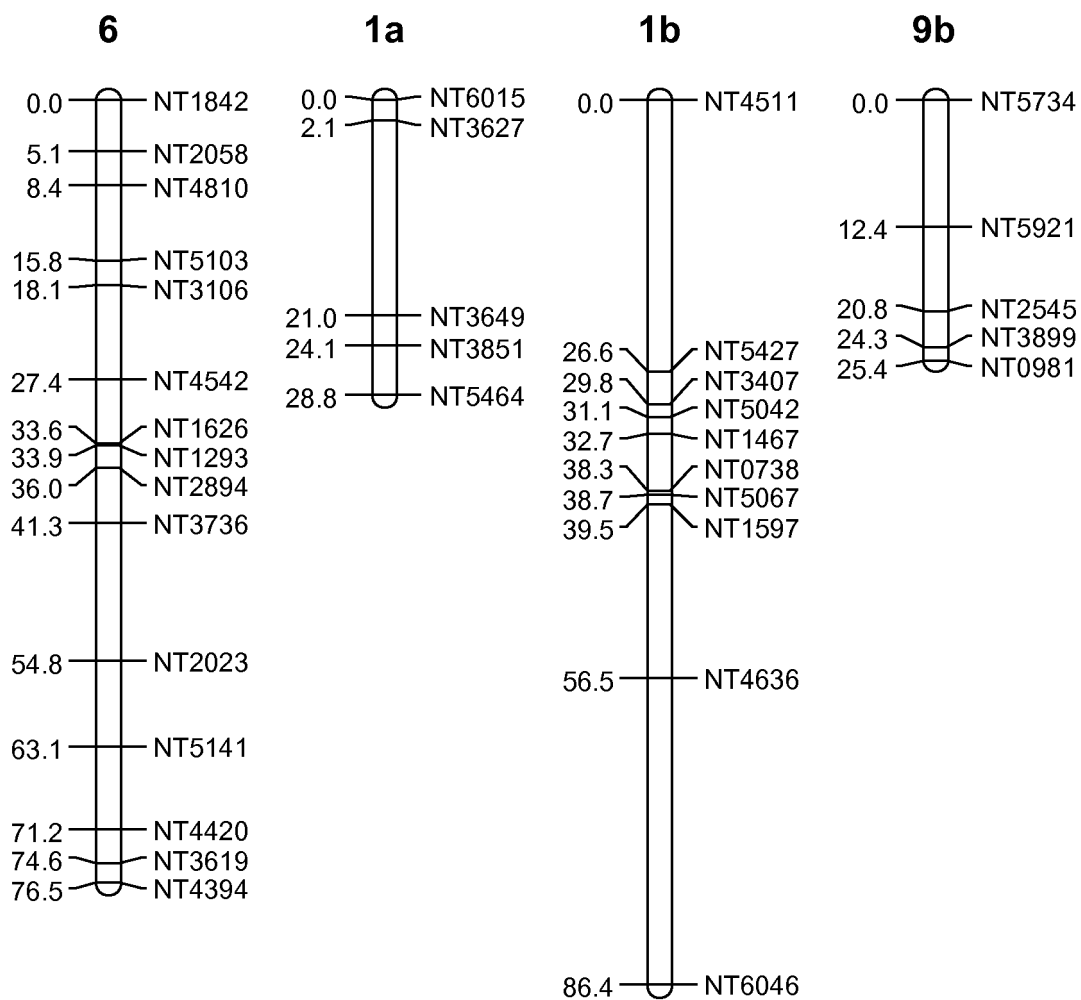 6
0.0 NT1842
5.1 NT2058
8.4 NT4810
15.8 NT5103
18.1 NT3106
27.4 NT4542
33.6 NT1626
33.9 NT1293
36.0 NT2894
41.3 NT3736
54.8 NT2023
63.1 NT5141
71.2 NT4420
74.6 NT3619
76.5 NT4394
1a
0.0 NT6015
2.1 NT3627
21.0 NT3649
24.1 NT3851
28.8 NT5464
1b
0.0 NT4511
26.6 NT5427
29.8 NT3407
31.1 NT5042
32.7 NT1467
38.3 NT0738
38.7 NT5067
39.5 NT1597
56.5 NT4636
86.4 NT6046
9b
0.0 NT5734
12.4 NT5921
20.8 NT2545
24.3 NT3899
25.4 NT0981